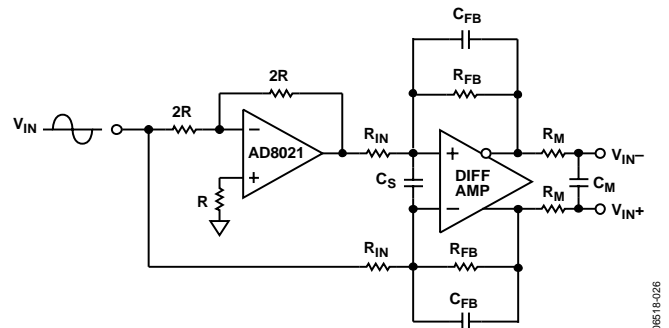 CFB
RFB
2R
2R
VIN
AD8021
–
+
R
RIN
CS
RIN
+
–
DIFF
AMP
RM
VIN–
CM
RM
VIN+
RFB
CFB
06518-026